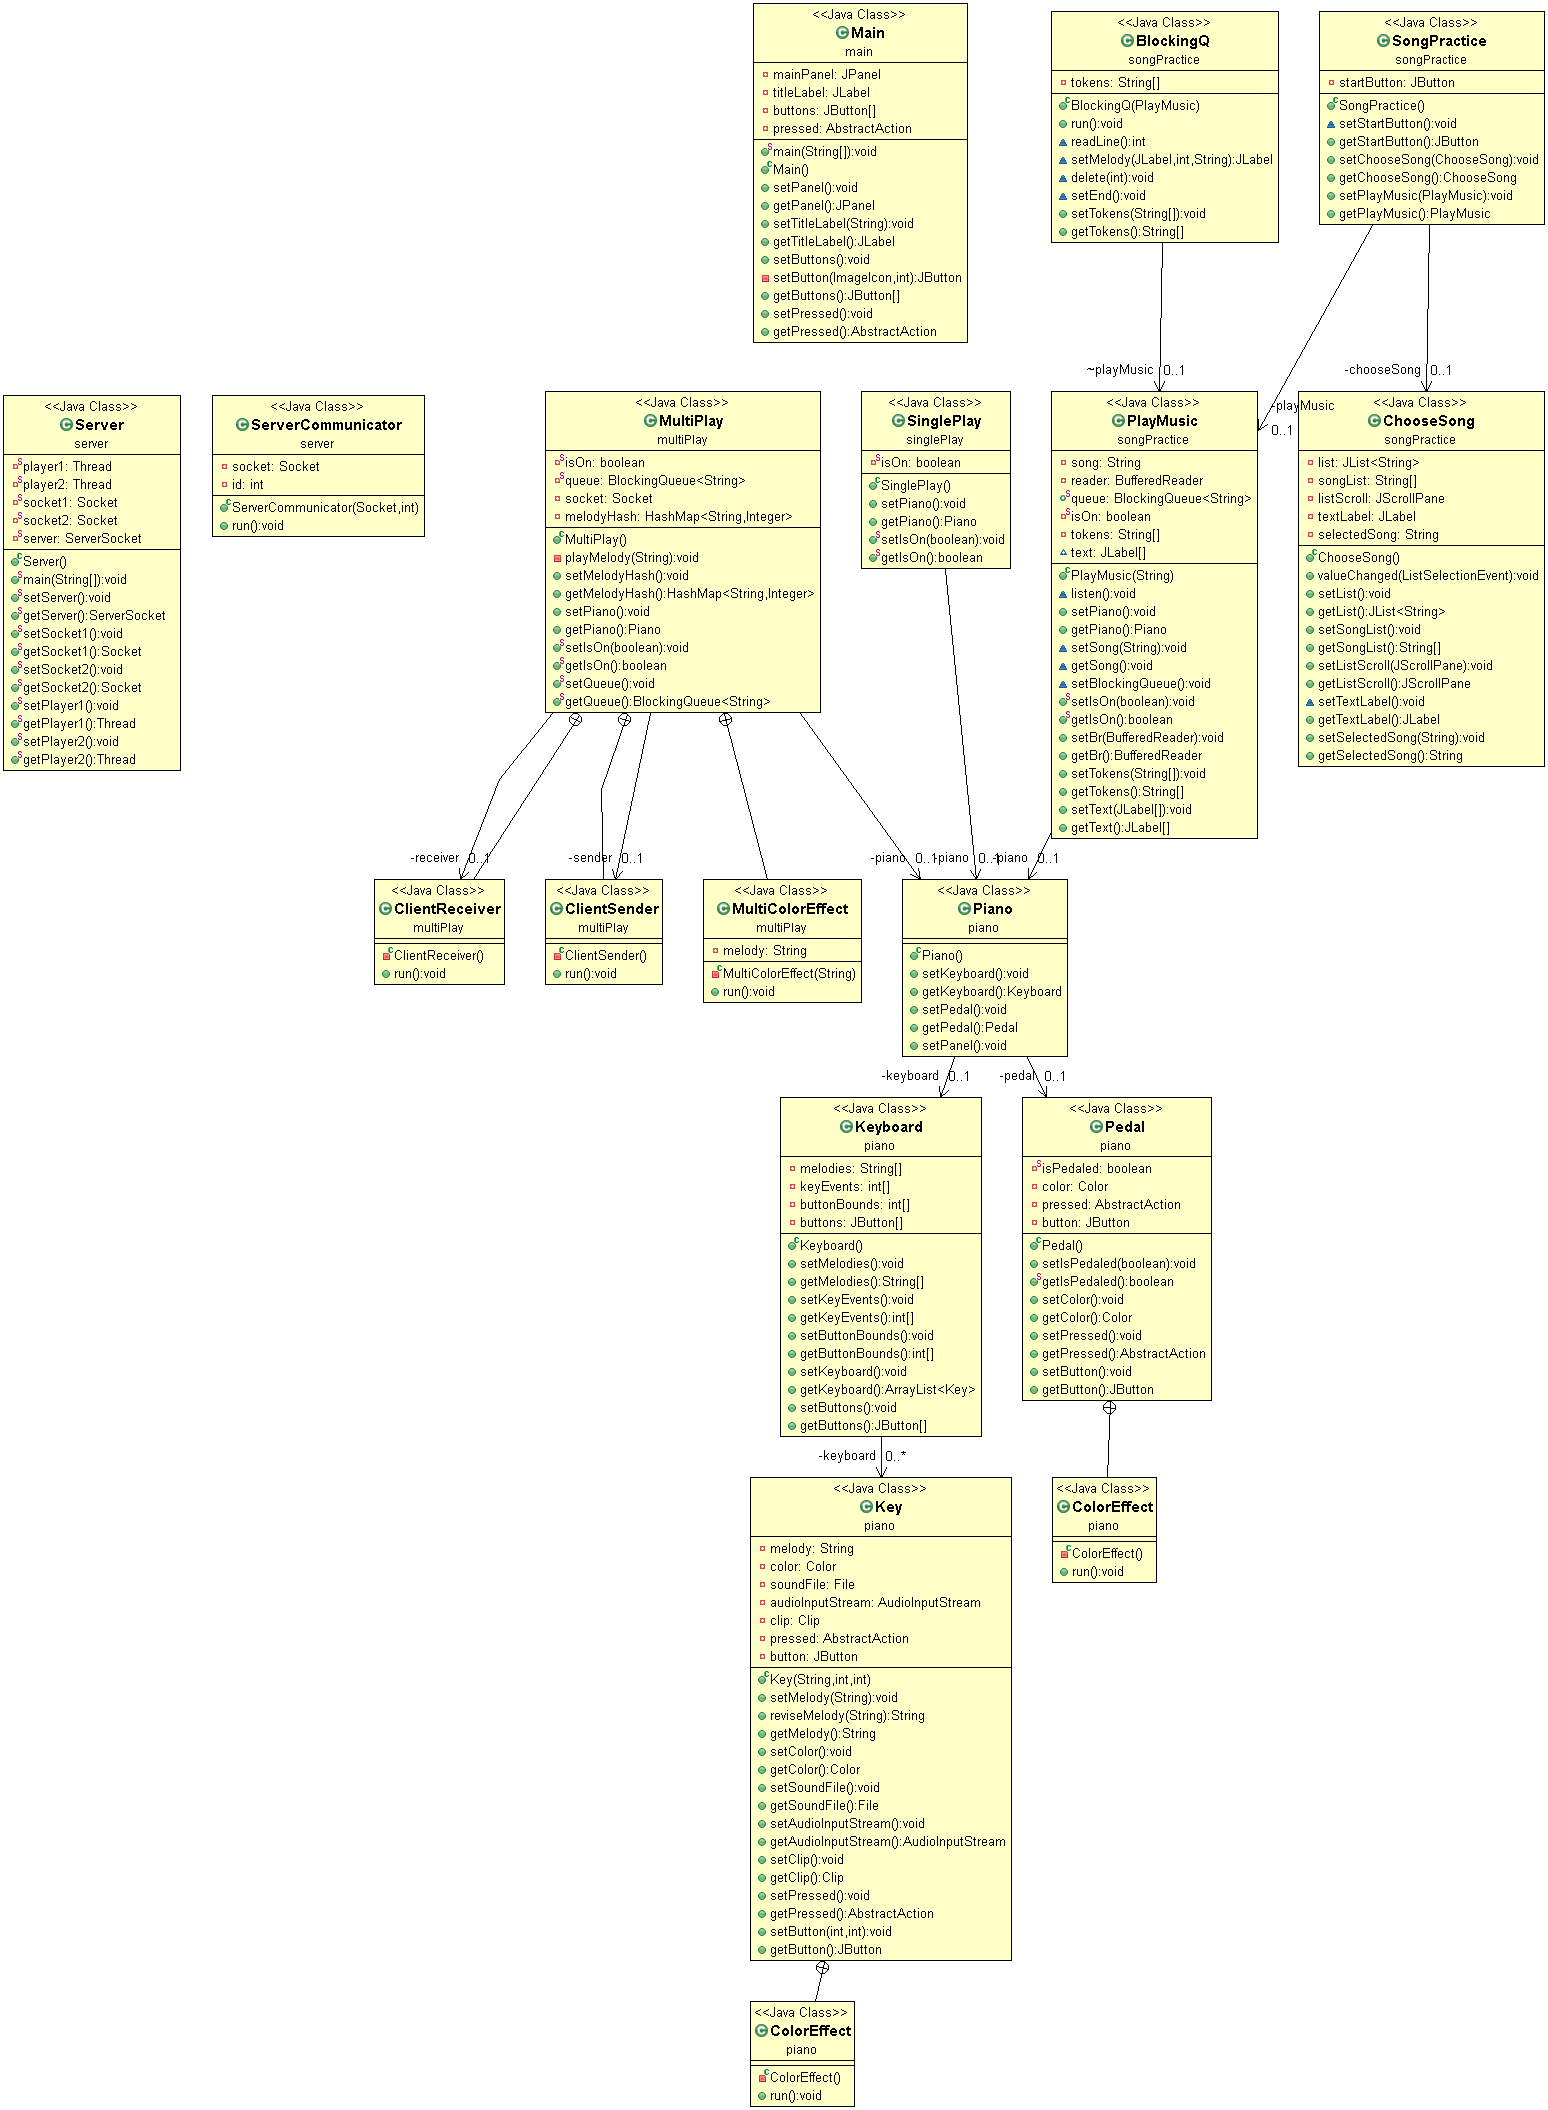 <<Java Class>>
Main
main
mainPanel: JPanel
titleLabel: JLabel
buttons: JButton[]
pressed: AbstractAction
main(String[]):void
Main()
setPanel():void
getPanel():JPanel
setTitleLabel(String):void
getTitleLabel():JLabel
setButtons():void
setButton(ImageIcon,int):JButton
getButtons():JButton[]
setPressed():void
getPressed():AbstractAction
<<Java Class>>
BlockingQ
songPractice
tokens: String[]
BlockingQ(PlayMusic)
run():void
readLine():int
setMelody(JLabel,int,String):JLabel
delete(int):void
setEnd():void
setTokens(String[]):void
getTokens():String[]
<<Java Class>>
SongPractice
songPractice
startButton: JButton
SongPractice()
setStartButton():void
getStartButton():JButton
setChooseSong(ChooseSong):void
getChooseSong():ChooseSong
setPlayMusic(PlayMusic):void
getPlayMusic():PlayMusic
~playMusic 0..1
-chooseSong 0..1
-playMusic
0..1
<<Java Class>>
Server
server
player1: Thread
player2: Thread
socket1: Socket
socket2: Socket
server: ServerSocket
Server()
main(String[]):void
setServer():void
getServer():ServerSocket
setSocket1():void
getSocket1():Socket
setSocket2():void
getSocket2():Socket
setPlayer1():void
getPlayer1():Thread
setPlayer2():void
getPlayer2():Thread
<<Java Class>>
ServerCommunicator
server
socket: Socket
id: int
ServerCommunicator(Socket,int)
run():void
<<Java Class>>
MultiPlay
multiPlay
isOn: boolean
queue: BlockingQueue<String>
socket: Socket
melodyHash: HashMap<String,Integer>
MultiPlay()
playMelody(String):void
setMelodyHash():void
getMelodyHash():HashMap<String,Integer>
setPiano():void
getPiano():Piano
setIsOn(boolean):void
getIsOn():boolean
setQueue():void
getQueue():BlockingQueue<String>
<<Java Class>>
SinglePlay
singlePlay
isOn: boolean
SinglePlay()
setPiano():void
getPiano():Piano
setIsOn(boolean):void
getIsOn():boolean
<<Java Class>>
PlayMusic
songPractice
song: String
reader: BufferedReader
queue: BlockingQueue<String>
isOn: boolean
tokens: String[]
text: JLabel[]
PlayMusic(String)
listen():void
setPiano():void
getPiano():Piano
setSong(String):void
getSong():void
setBlockingQueue():void
setIsOn(boolean):void
getIsOn():boolean
setBr(BufferedReader):void
getBr():BufferedReader
setTokens(String[]):void
getTokens():String[]
setText(JLabel[]):void
getText():JLabel[]
<<Java Class>>
ChooseSong
songPractice
list: JList<String>
songList: String[]
listScroll: JScrollPane
textLabel: JLabel
selectedSong: String
ChooseSong()
valueChanged(ListSelectionEvent):void
setList():void
getList():JList<String>
setSongList():void
getSongList():String[]
setListScroll(JScrollPane):void
getListScroll():JScrollPane
setTextLabel():void
getTextLabel():JLabel
setSelectedSong(String):void
getSelectedSong():String
-receiver 0..1
-sender 0..1
-piano 0..1
-piano 0..1
-piano 0..1
<<Java Class>>
ClientReceiver
multiPlay
ClientReceiver()
run():void
<<Java Class>>
ClientSender
multiPlay
ClientSender()
run():void
<<Java Class>>
MultiColorEffect
multiPlay
melody: String
MultiColorEffect(String)
run():void
<<Java Class>>
Piano
piano
Piano()
setKeyboard():void
getKeyboard():Keyboard
setPedal():void
getPedal():Pedal
setPanel():void
-keyboard 0..1
-pedal 0..1
<<Java Class>>
Keyboard
piano
melodies: String[]
keyEvents: int[]
buttonBounds: int[]
buttons: JButton[]
Keyboard()
setMelodies():void
getMelodies():String[]
setKeyEvents():void
getKeyEvents():int[]
setButtonBounds():void
getButtonBounds():int[]
setKeyboard():void
getKeyboard():ArrayList<Key>
setButtons():void
getButtons():JButton[]
<<Java Class>>
Pedal
piano
isPedaled: boolean
color: Color
pressed: AbstractAction
button: JButton
Pedal()
setIsPedaled(boolean):void
getIsPedaled():boolean
setColor():void
getColor():Color
setPressed():void
getPressed():AbstractAction
setButton():void
getButton():JButton
-keyboard 0..*
<<Java Class>>
Key
piano
melody: String
color: Color
soundFile: File
audioInputStream: AudioInputStream
clip: Clip
pressed: AbstractAction
button: JButton
Key(String,int,int)
setMelody(String):void
reviseMelody(String):String
getMelody():String
setColor():void
getColor():Color
setSoundFile():void
getSoundFile():File
setAudioInputStream():void
getAudioInputStream():AudioInputStream
setClip():void
getClip():Clip
setPressed():void
getPressed():AbstractAction
setButton(int,int):void
getButton():JButton
<<Java Class>>
ColorEffect
piano
ColorEffect()
run():void
<<Java Class>>
ColorEffect
piano
ColorEffect()
run():void